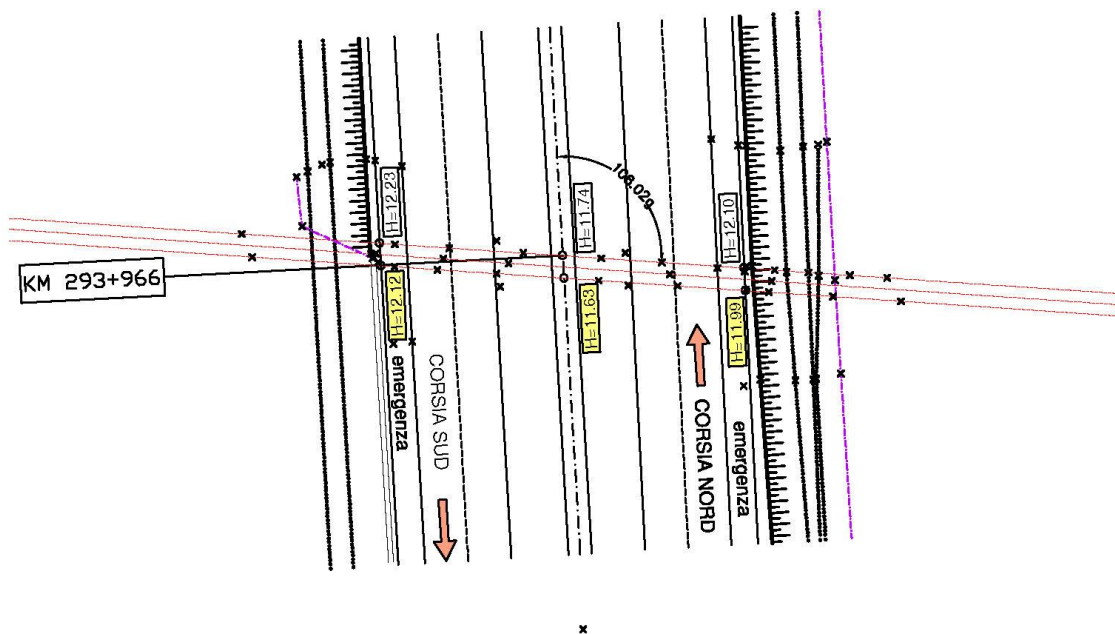 KM 293+966
H=12.23
H=12.12
emergenza
CORSIA SUD
H=11.74
H=11.63
108.02g
H=12.10
H=11.99
CORSIA NORD
emergenza